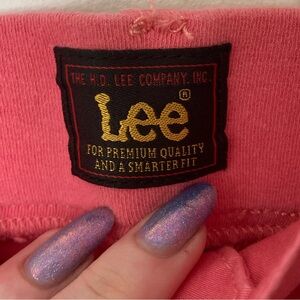 THE H.D. LEE COMPANY, INC.
Lee®
FOR PREMIUM QUALITY
AND A SMARTER FIT